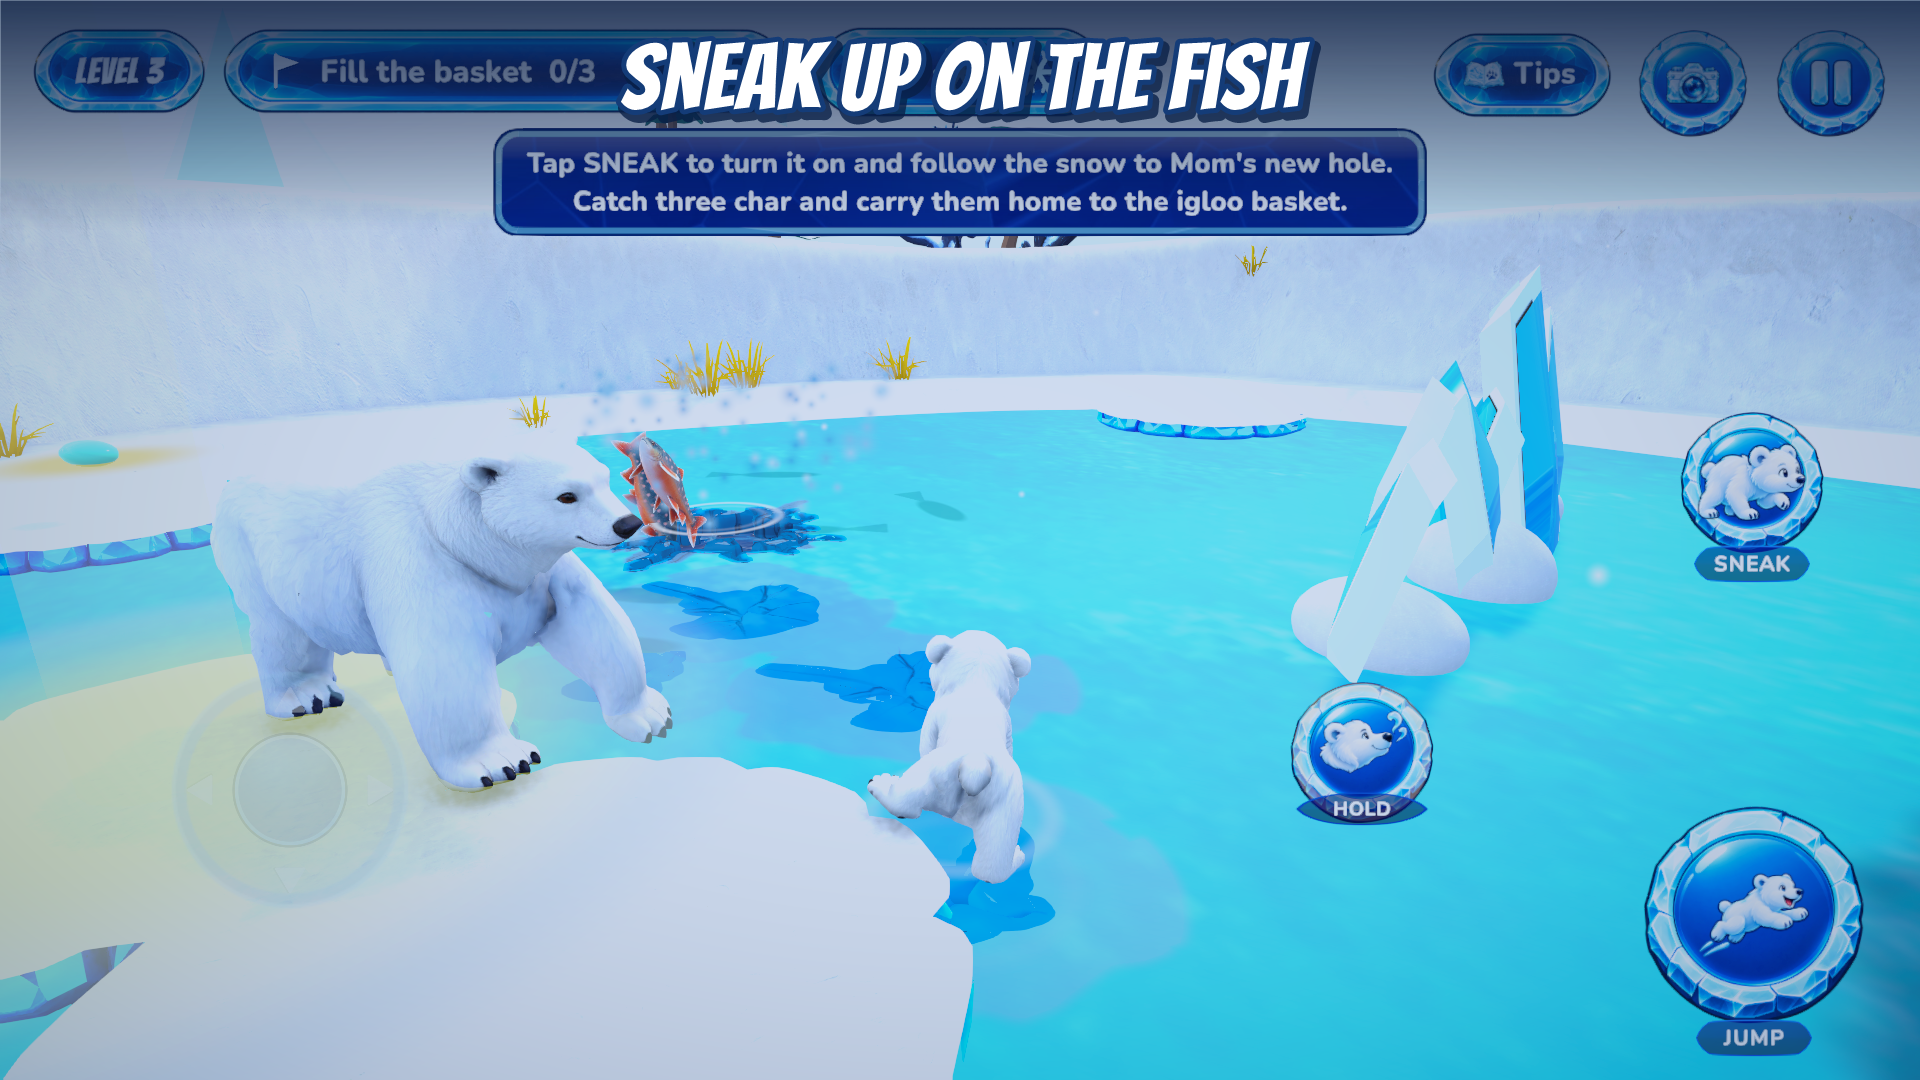 LEVEL 3
Fill the basket 0/3
SNEAK UP ON THE FISH
Tips
Tap SNEAK to turn it on and follow the snow to Mom's new hole.
Catch three char and carry them home to the igloo basket.
SNEAK
HOLD
JUMP